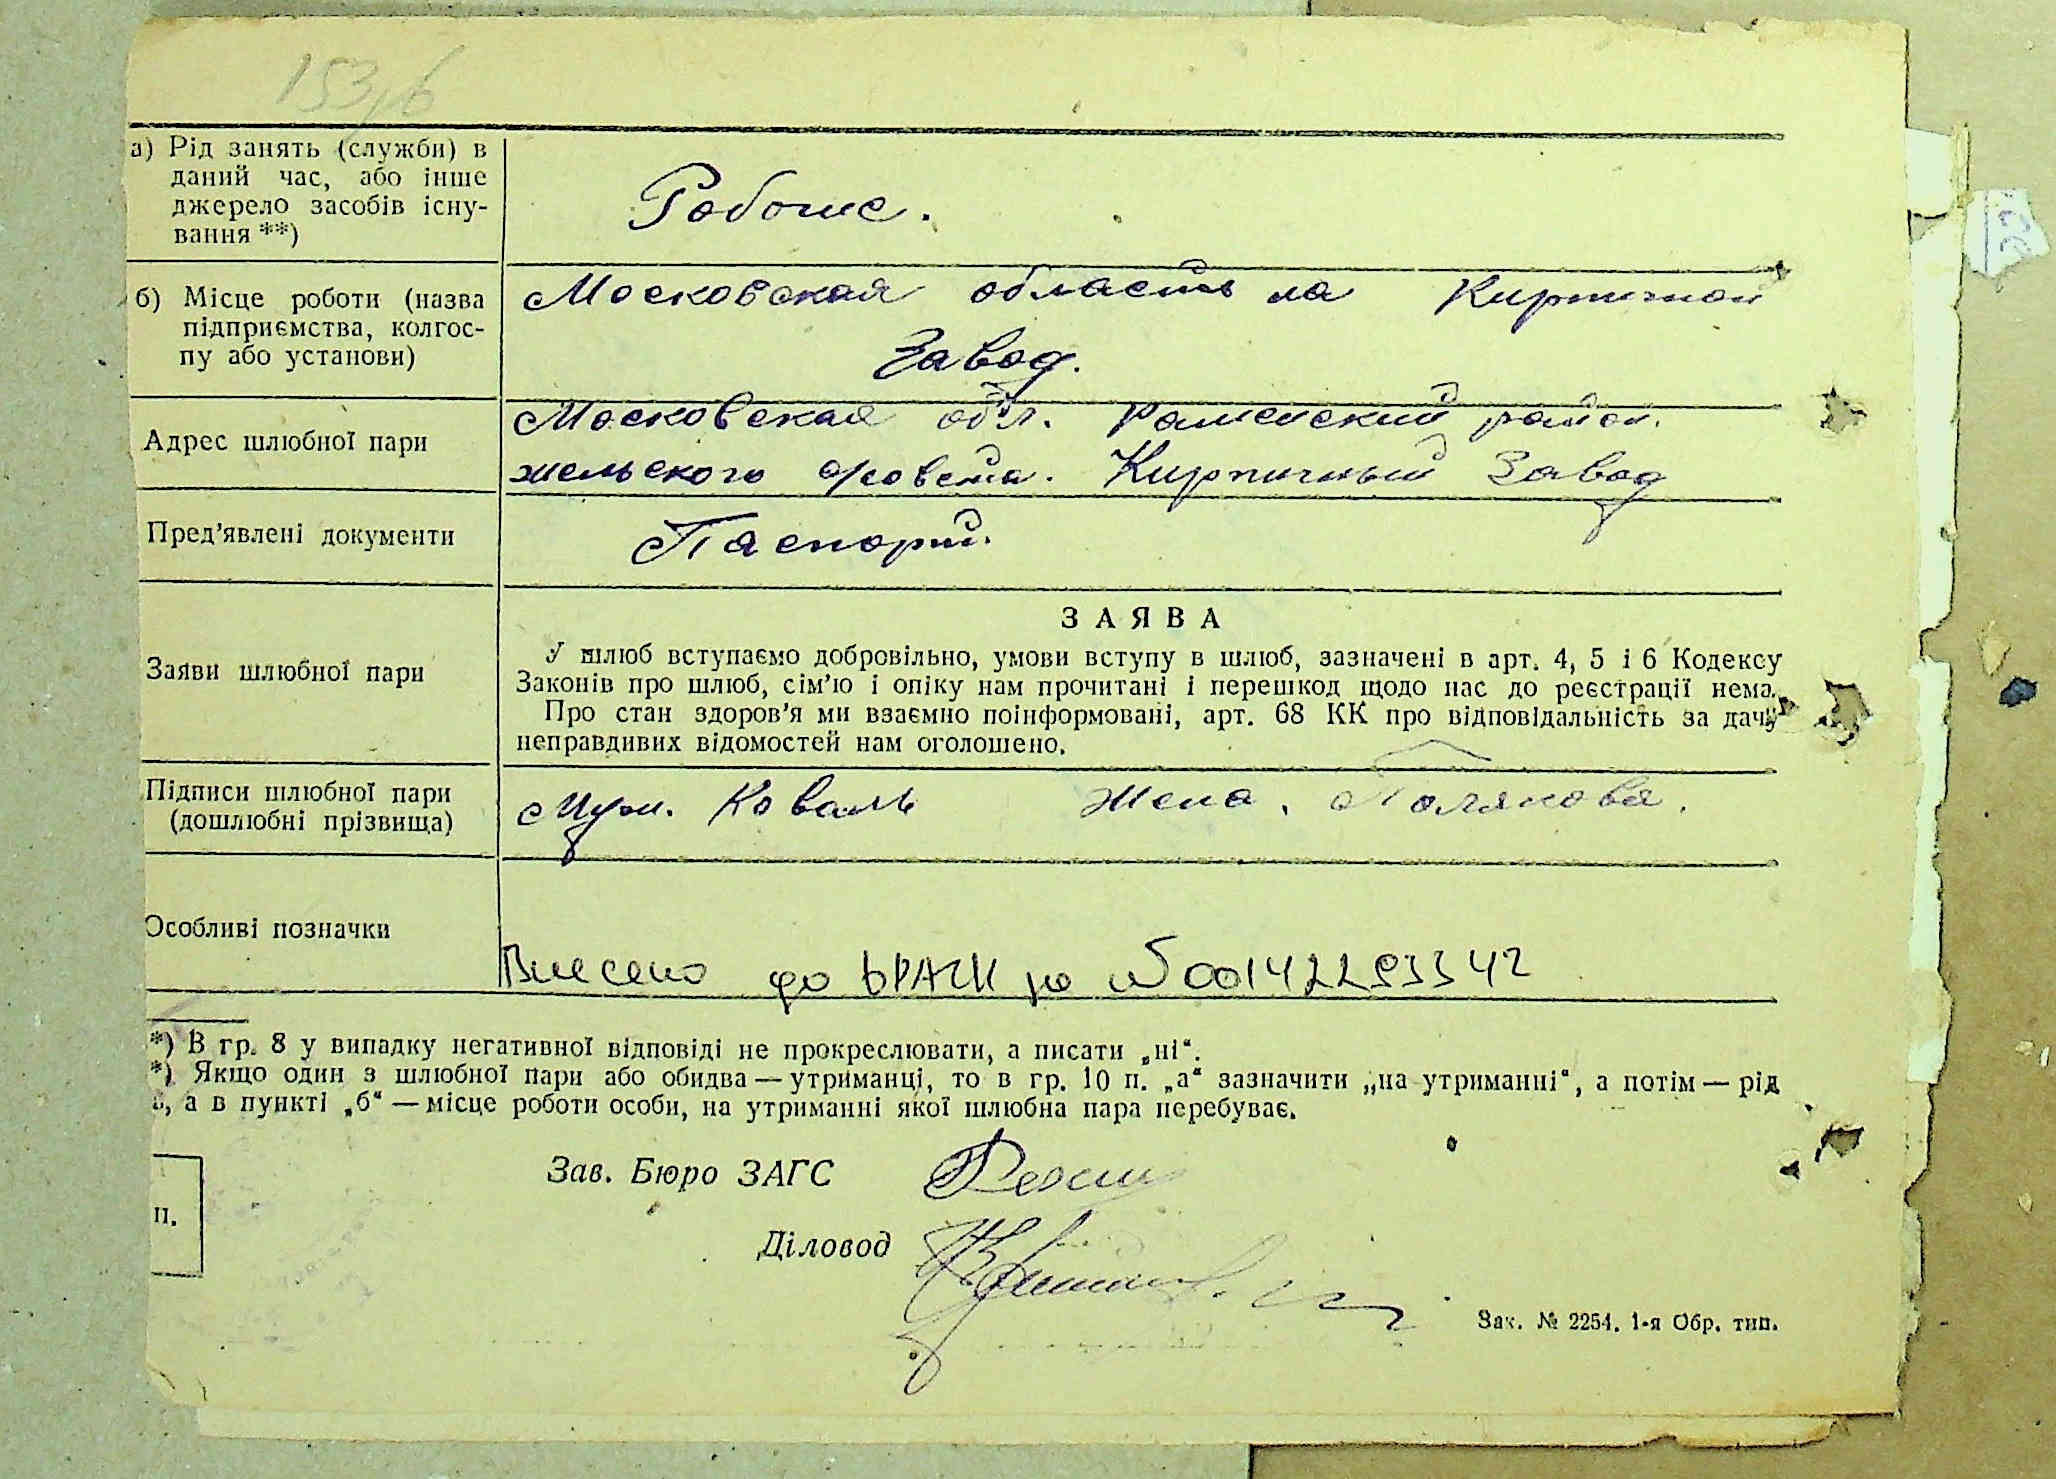 153/6
а) Рід занять (служби) в
даний час, або інше
джерело засобів існу-
вання **)
б) Місце роботи (назва
підприємства, колгос-
пу або установи)
Московская область на Кирпичной
Завод.
Адрес шлюбної пари
Московская обл. Раменский район.
сельского совета. Кирпичный Завод
Пред'явлені документи
Паспорт.
Заяви шлюбної пари
ЗАЯВА
У шлюб вступаємо добровільно, умови вступу в шлюб, зазначені в арт. 4, 5 і 6 Кодексу
Законів про шлюб, сім'ю і опіку нам прочитані і перешкод щодо нас до реєстрації нема.
Про стан здоров'я ми взаємно поінформовані, арт. 68 КК про відповідальність за дачу
неправдивих відомостей нам оголошено.
Підписи шлюбної пари
(дошлюбні прізвища)
Муж. Коваль Жена. Полякова.
Особливі позначки
Внесено до ДРАЦС за №00142293342
*) В гр. 8 у випадку негативної відповіді не прокреслювати, а писати „ні“.
*) Якщо один з шлюбної пари або обидва — утриманці, то в гр. 10 п. „а“ зазначити „на утриманні“, а потім — рід
, а в пункті „б“ — місце роботи особи, на утриманні якої шлюбна пара перебуває.
Зав. Бюро ЗАГС
П.
Діловод
Зак. № 2254. 1-я Обр. тип.